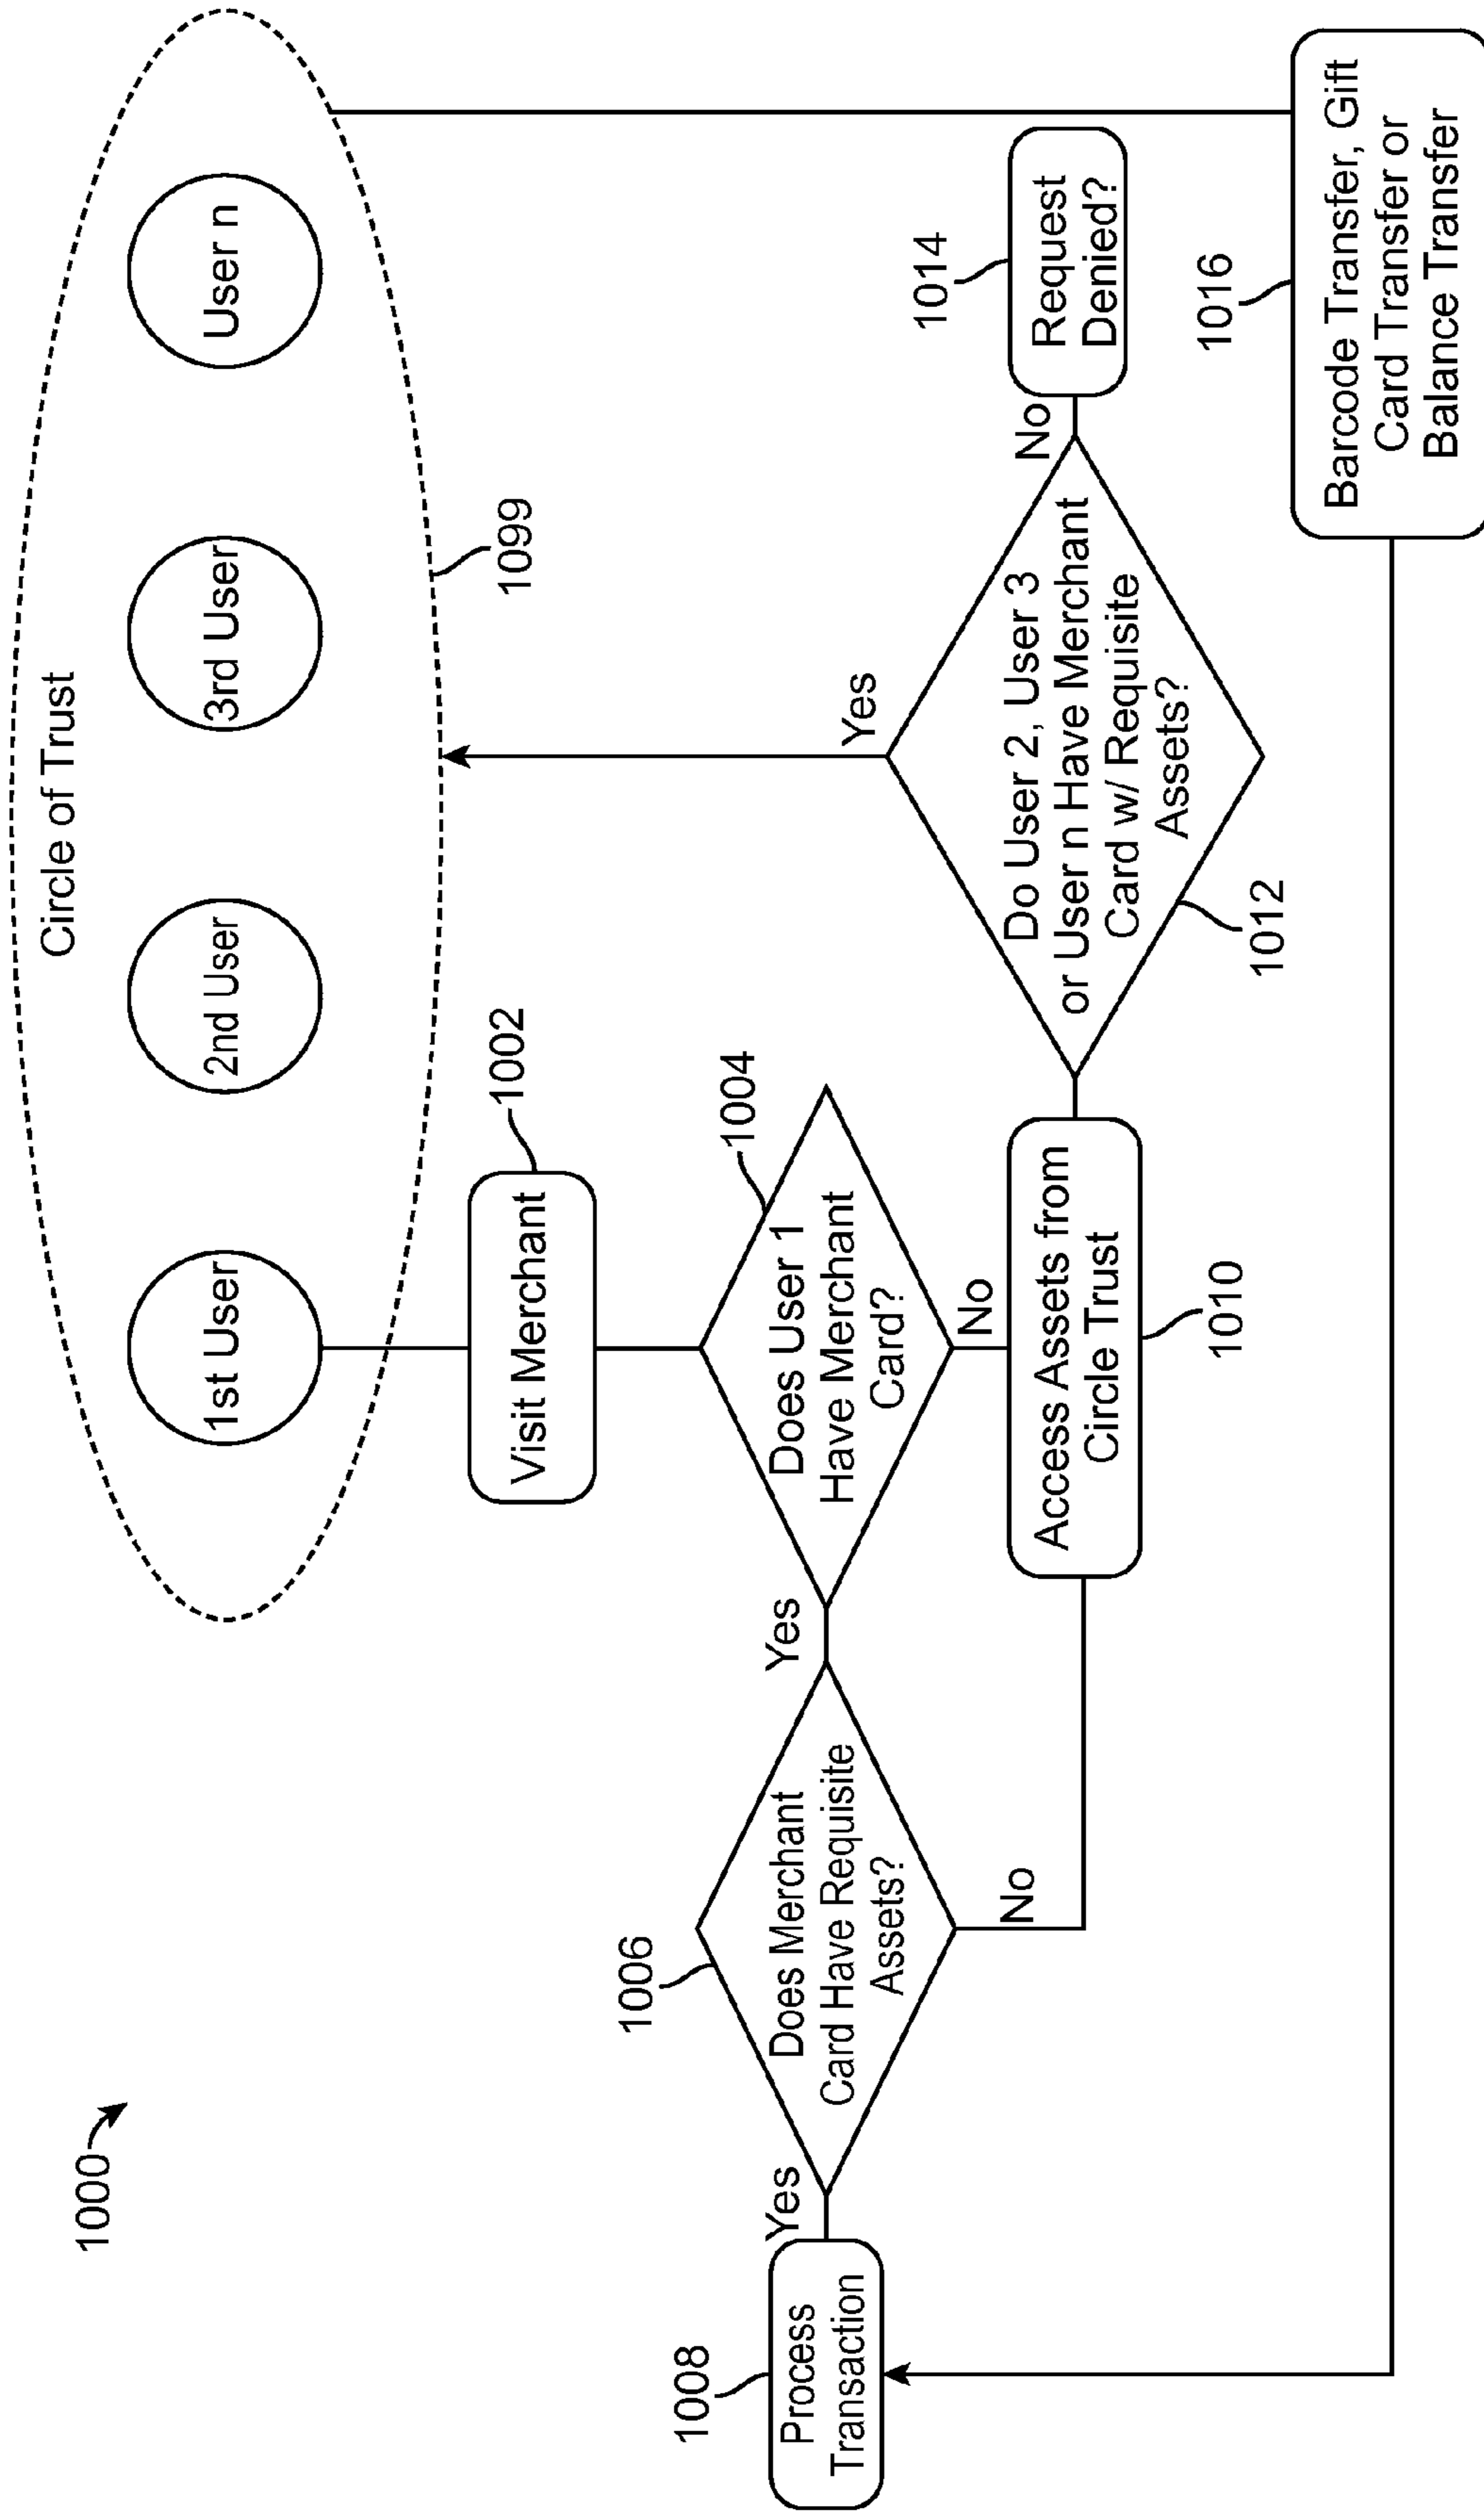 1000
Circle of Trust
1st User
2nd User
3rd User
User n
1099
Visit Merchant
1002
1004
Does User 1
Have Merchant
Card?
Yes
No
1006
Does Merchant
Card Have Requisite
Assets?
Yes
No
1008
Process
Transaction
Access Assets from
Circle Trust
1010
Do User 2, User 3
or User n Have Merchant
Card w/ Requisite
Assets?
1012
Yes
No
1014
Request
Denied?
1016
Barcode Transfer, Gift
Card Transfer or
Balance Transfer